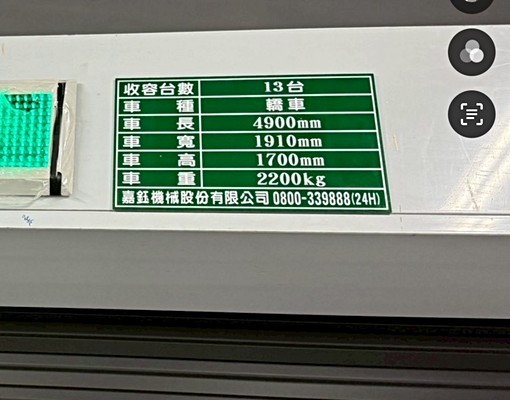 收容台數 13台
車種 轎車
車長 4900mm
車寬 1910mm
車高 1700mm
車重 2200kg
嘉鈺機械股份有限公司 0800-339888(24H)